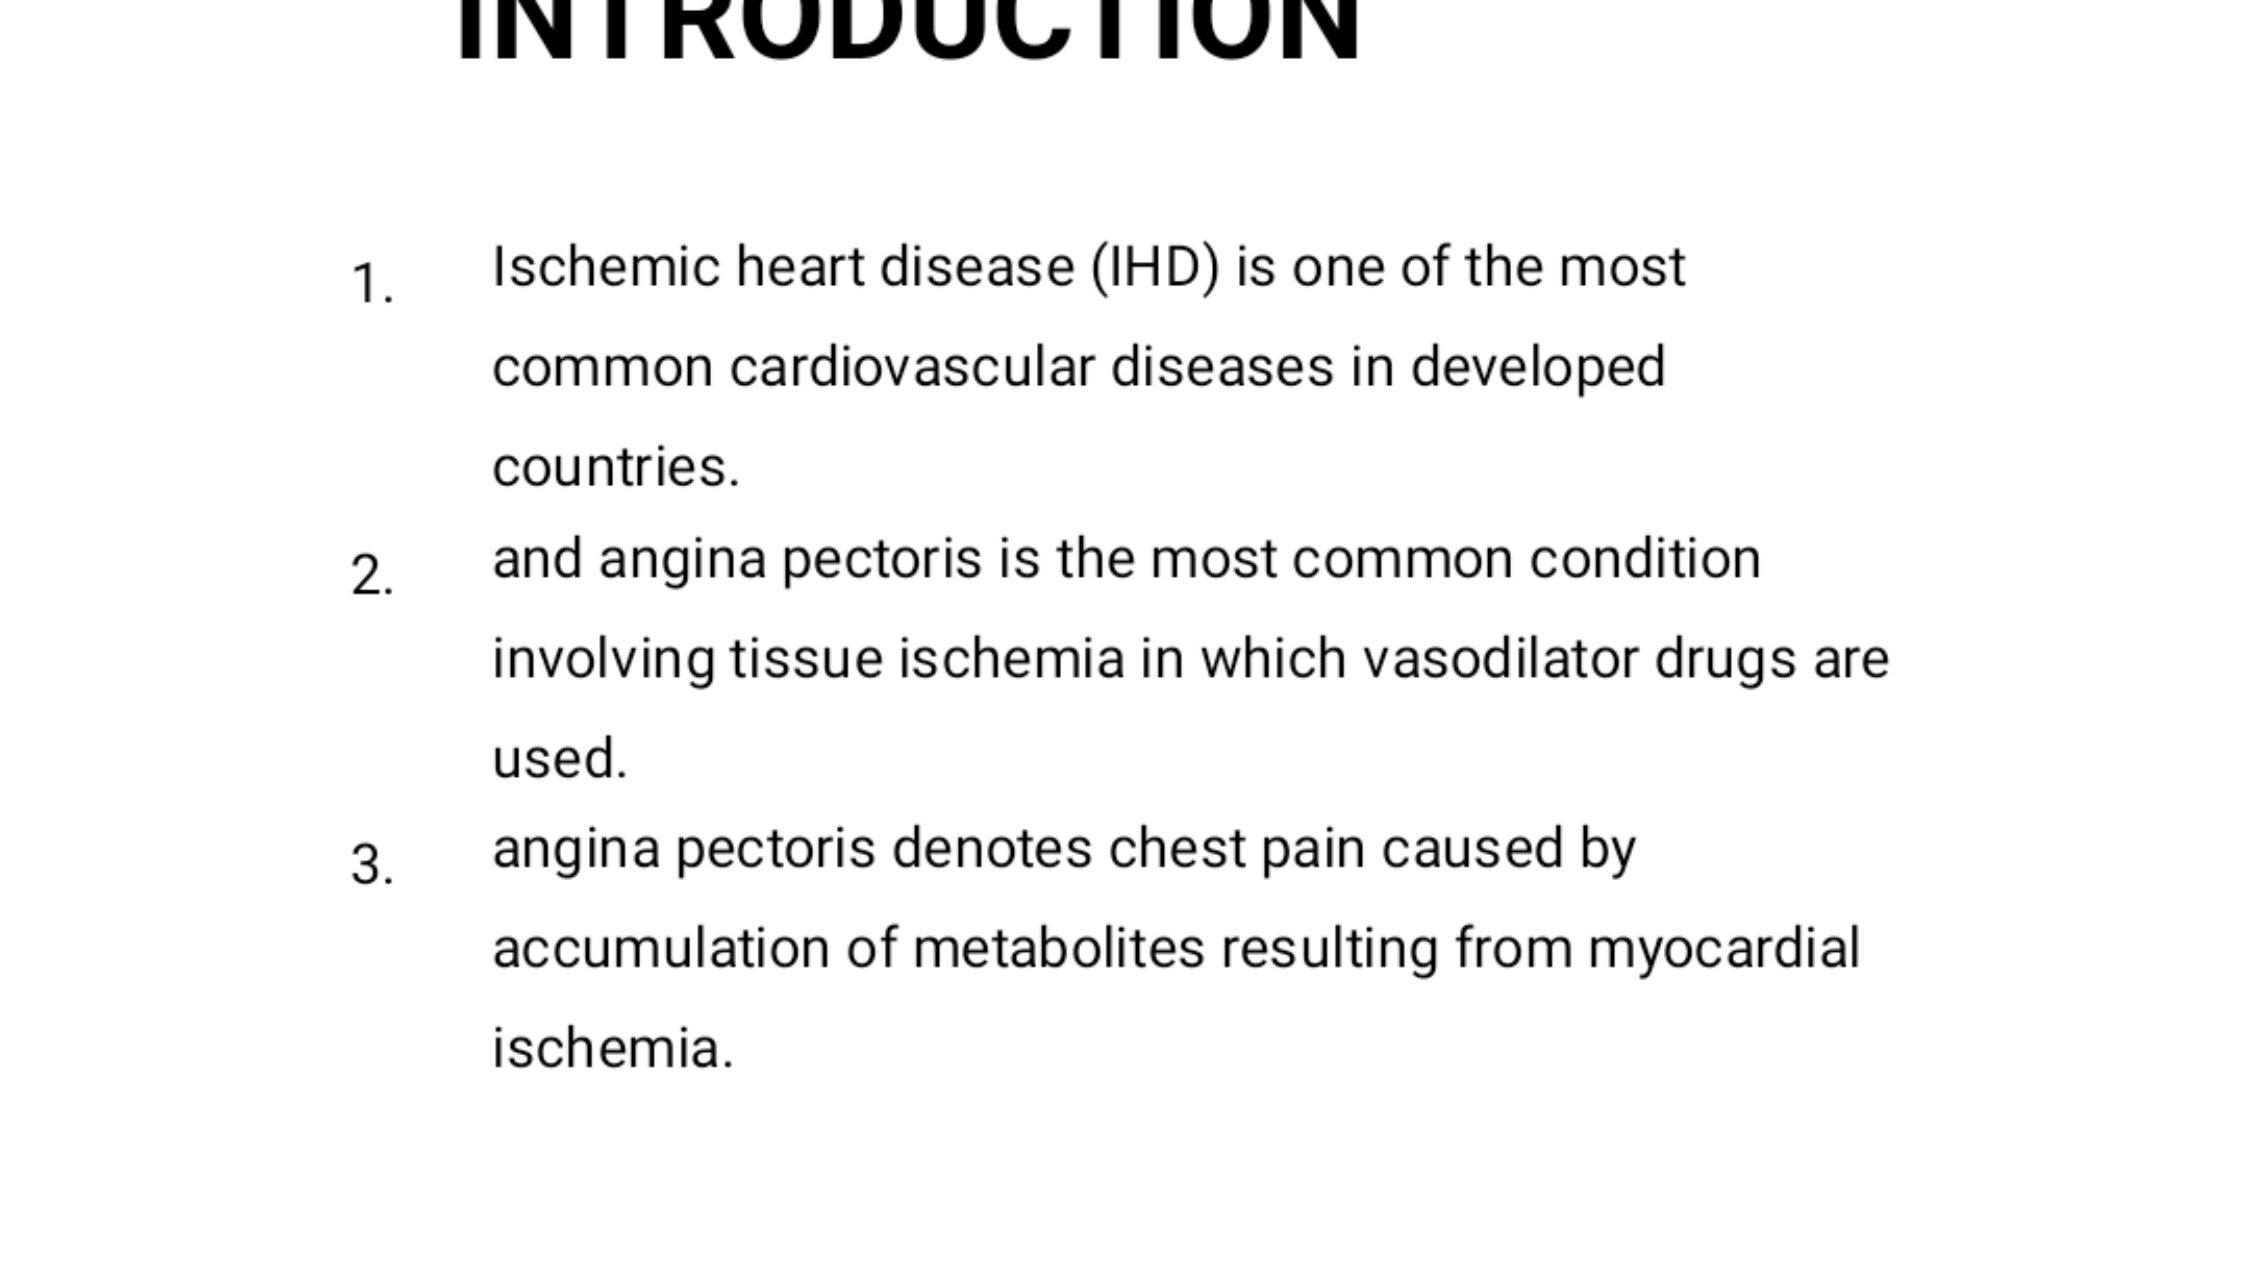 INTRODUCTION
1. Ischemic heart disease (IHD) is one of the most
common cardiovascular diseases in developed
countries.
2. and angina pectoris is the most common condition
involving tissue ischemia in which vasodilator drugs are
used.
3. angina pectoris denotes chest pain caused by
accumulation of metabolites resulting from myocardial
ischemia.